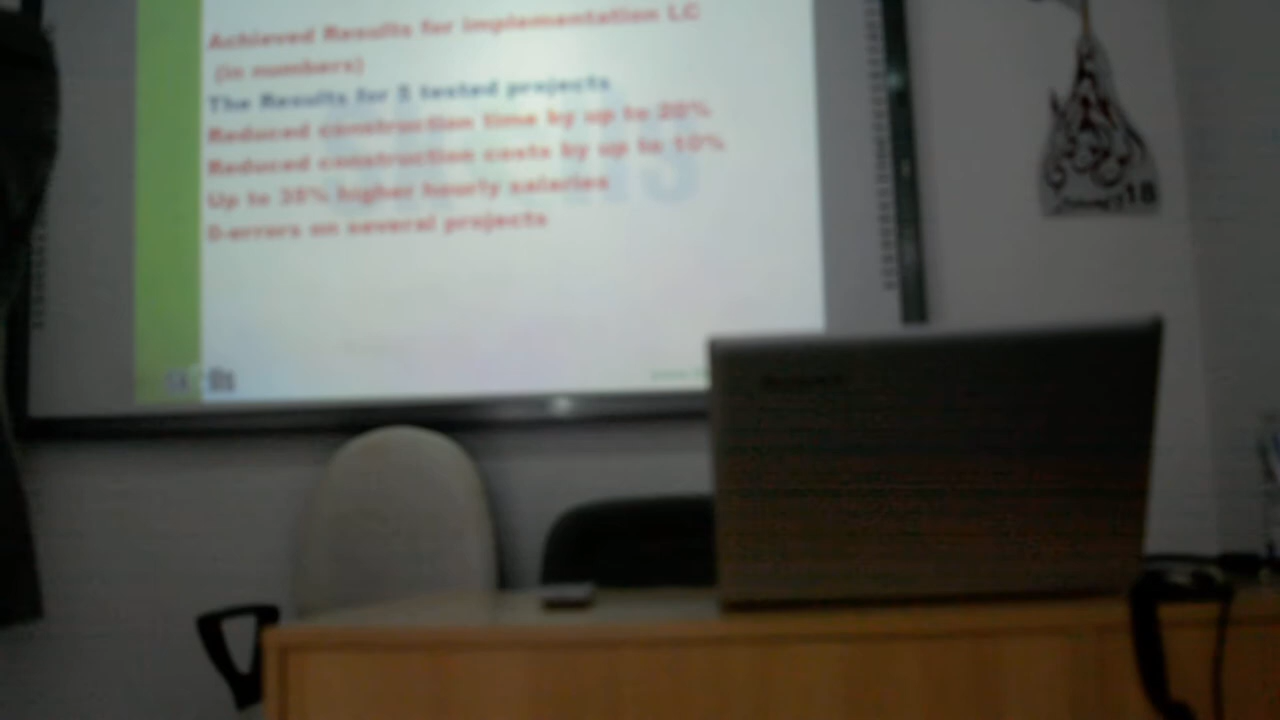 Achieved Results for implementation LC
(in numbers)
The Results for 5 tested projects
Reduced construction time by up to 20%
Reduced construction costs by up to 10%
Up to 35% higher hourly salaries
0-errors on several projects
18